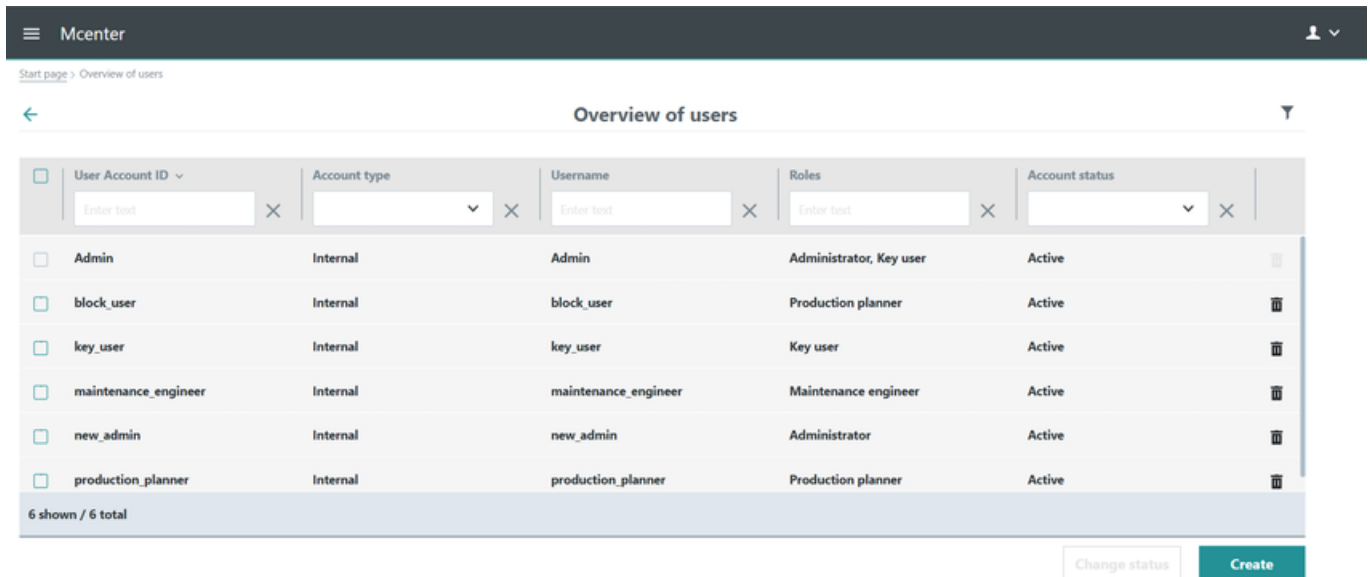 Mcenter
Start page > Overview of users
Overview of users
User Account ID Account type Username Roles Account status
Enter text Enter text Enter text
Admin Internal Admin Administrator, Key user Active
block_user Internal block_user Production planner Active
key_user Internal key_user Key user Active
maintenance_engineer Internal maintenance_engineer Maintenance engineer Active
new_admin Internal new_admin Administrator Active
production_planner Internal production_planner Production planner Active
6 shown / 6 total
Change status Create